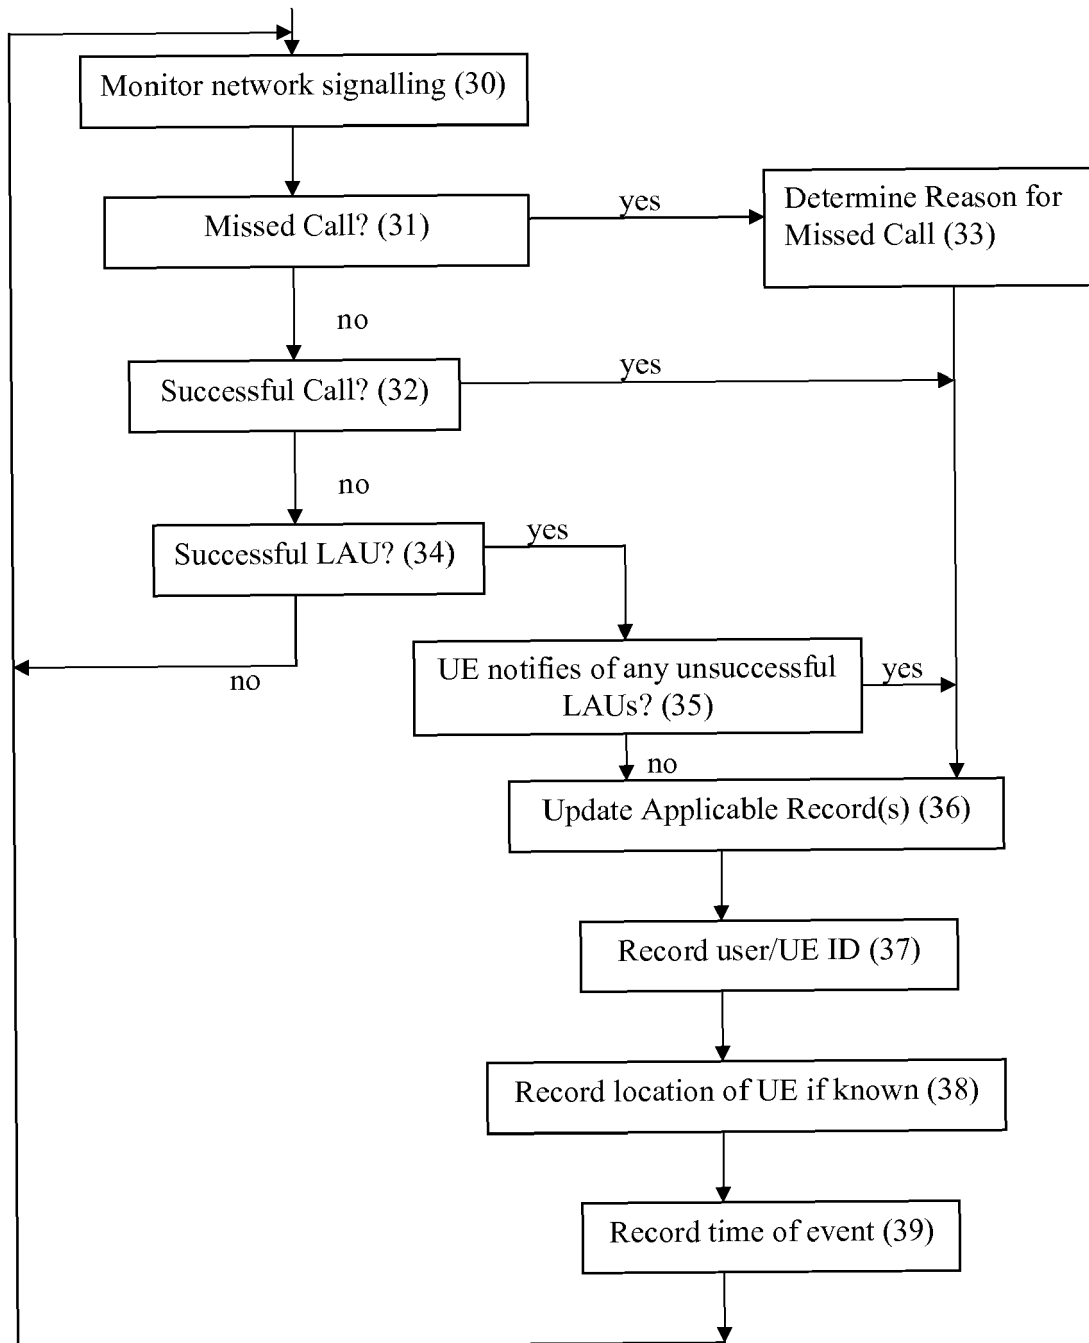 Monitor network signalling (30)
Missed Call? (31)
yes
Determine Reason for
Missed Call (33)
no
Successful Call? (32)
yes
no
Successful LAU? (34)
yes
no
UE notifies of any unsuccessful
LAUs? (35)
yes
no
Update Applicable Record(s) (36)
Record user/UE ID (37)
Record location of UE if known (38)
Record time of event (39)